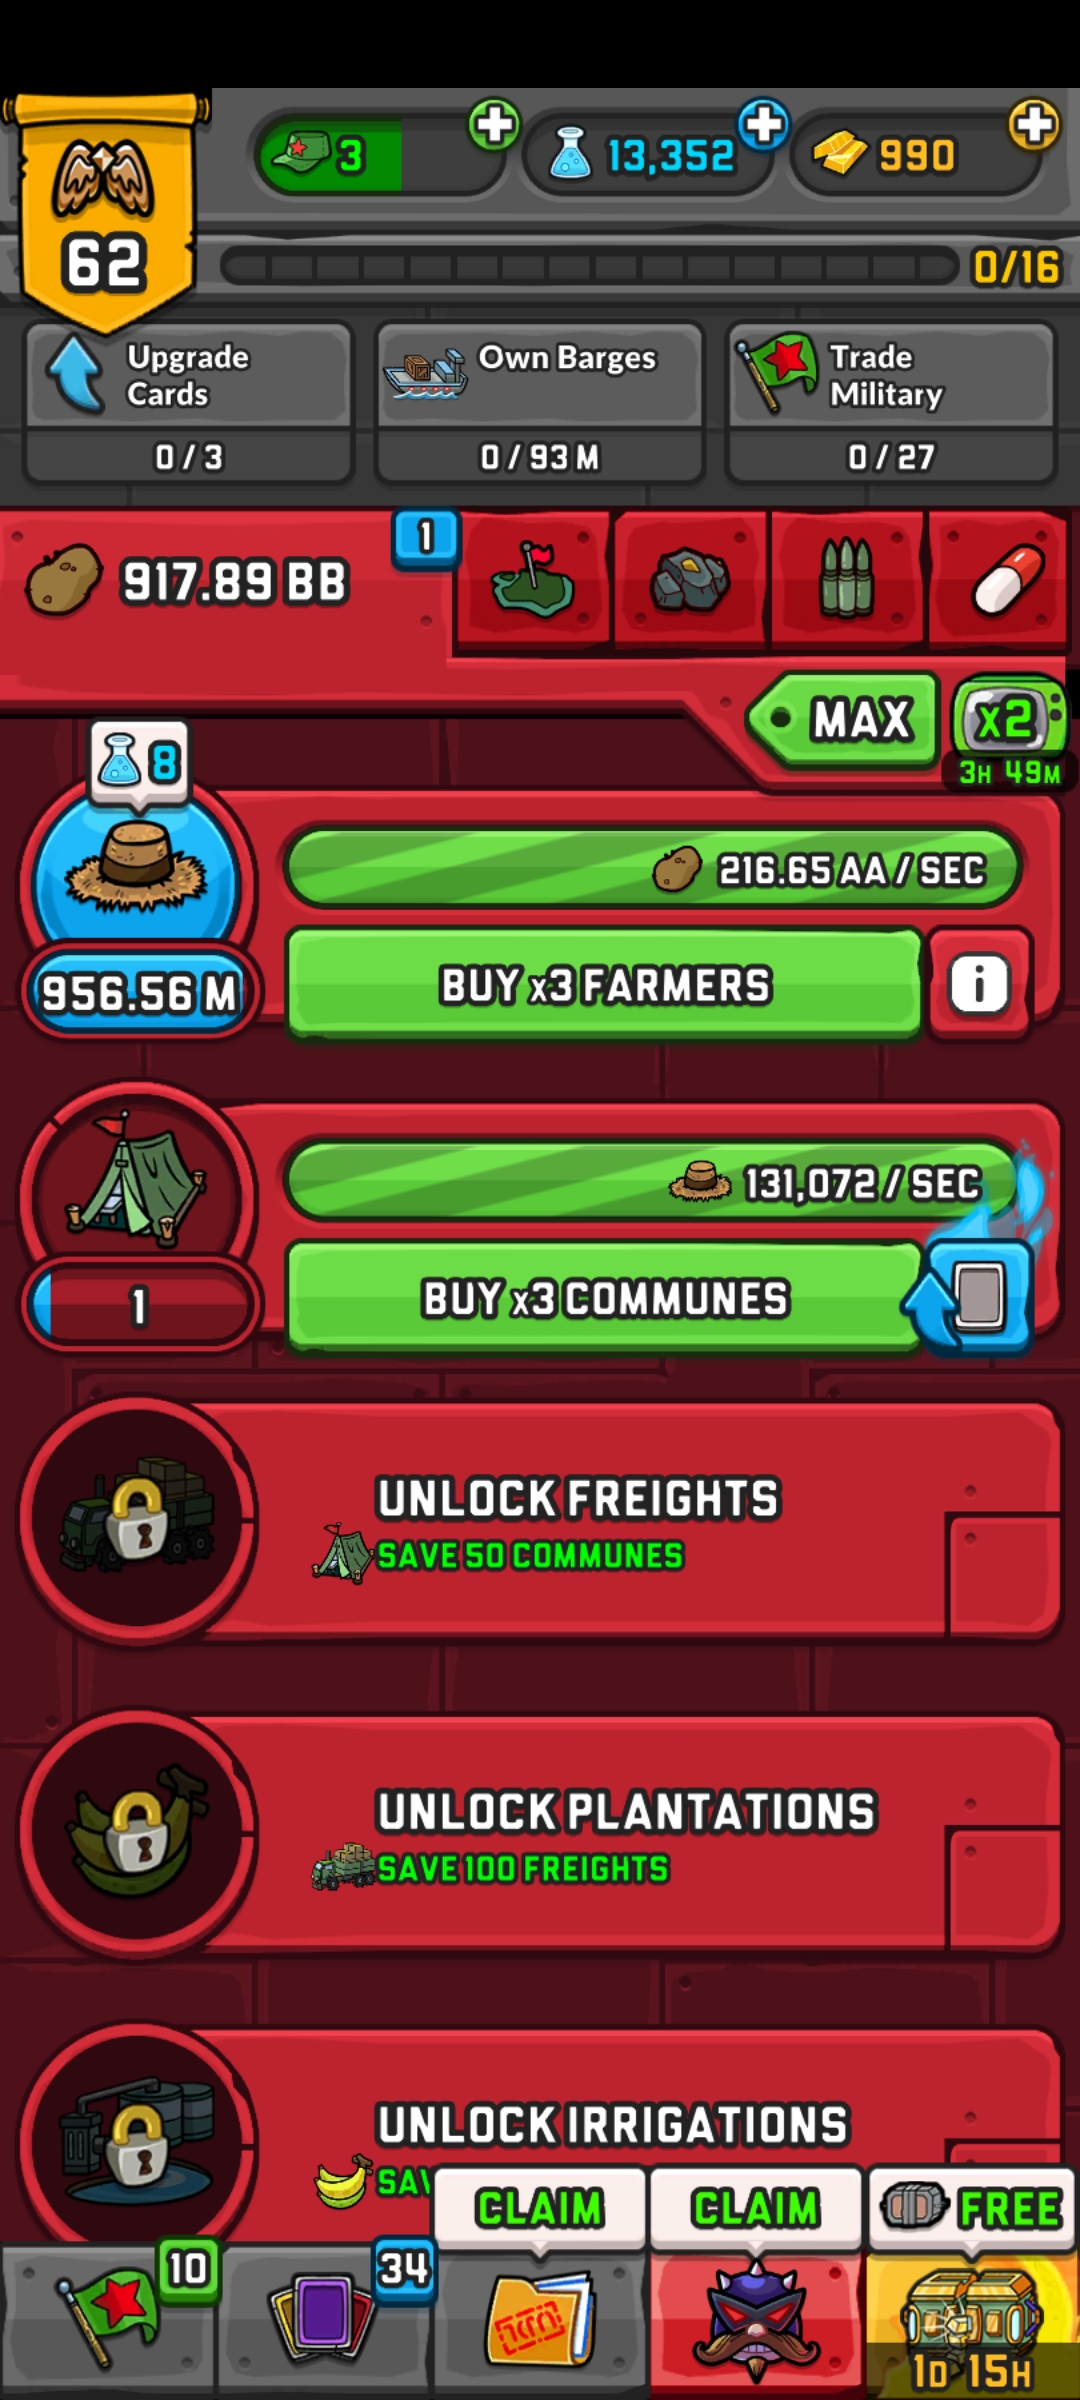 3
13,352
990
62
0/16
Upgrade
Cards
0 / 3
Own Barges
0 / 93 M
Trade
Military
0 / 27
917.89 BB
1
MAX
x2
3H 49M
8
216.65 AA / SEC
956.56 M
BUY x3 FARMERS
i
131,072 / SEC
1
BUY x3 COMMUNES
UNLOCK FREIGHTS
SAVE 50 COMMUNES
UNLOCK PLANTATIONS
SAVE 100 FREIGHTS
UNLOCK IRRIGATIONS
CLAIM
CLAIM
FREE
10
34
1D 15H